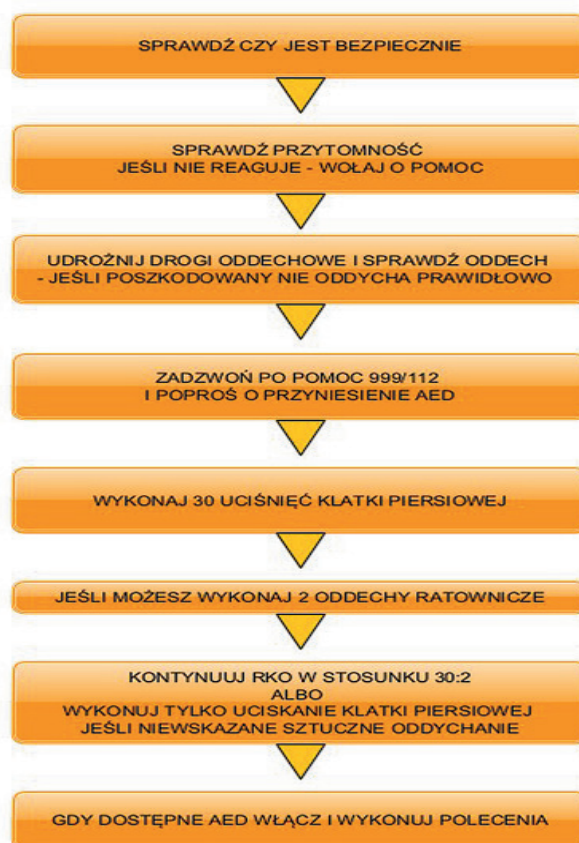 SPRAWDŹ CZY JEST BEZPIECZNIE
SPRAWDŹ PRZYTOMNOŚĆ
JEŚLI NIE REAGUJE - WOŁAJ O POMOC
UDROŻNIJ DROGI ODDECHOWE I SPRAWDŹ ODDECH
- JEŚLI POSZKODOWANY NIE ODDYCHA PRAWIDŁOWO
ZADZWOŃ PO POMOC 999/112
I POPROŚ O PRZYNIESIENIE AED
WYKONAJ 30 UCIŚNIĘĆ KLATKI PIERSIOWEJ
JEŚLI MOŻESZ WYKONAJ 2 ODDECHY RATOWNICZE
KONTYNUUJ RKO W STOSUNKU 30:2
ALBO
WYKONUJ TYLKO UCISKANIE KLATKI PIERSIOWEJ
JEŚLI NIEWSKAZANE SZTUCZNE ODDYCHANIE
GDY DOSTĘPNE AED WŁĄCZ I WYKONUJ POLECENIA